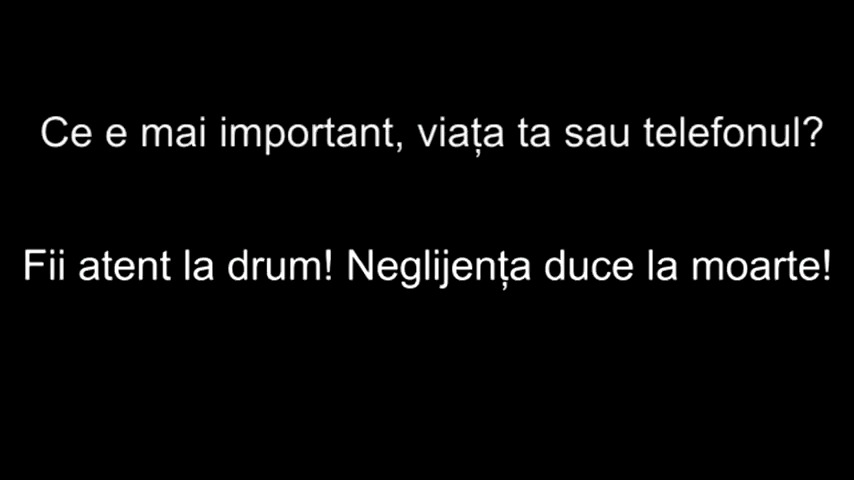 Ce e mai important, viața ta sau telefonul?
Fii atent la drum! Neglijența duce la moarte!